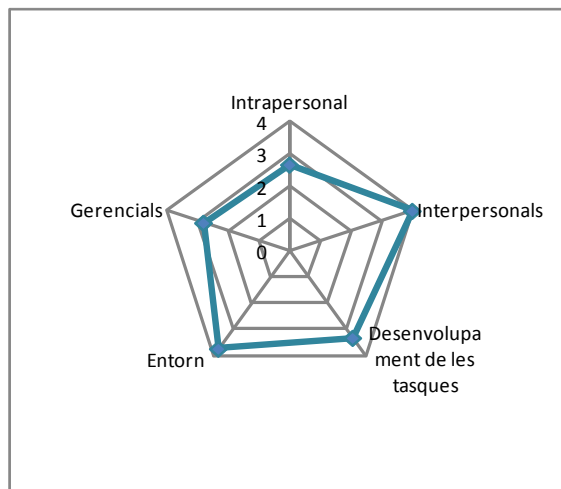 Intrapersonal
4
3
2
1
0
Gerencials
Interpersonals
Entorn
Desenvolupa
ment de les
tasques